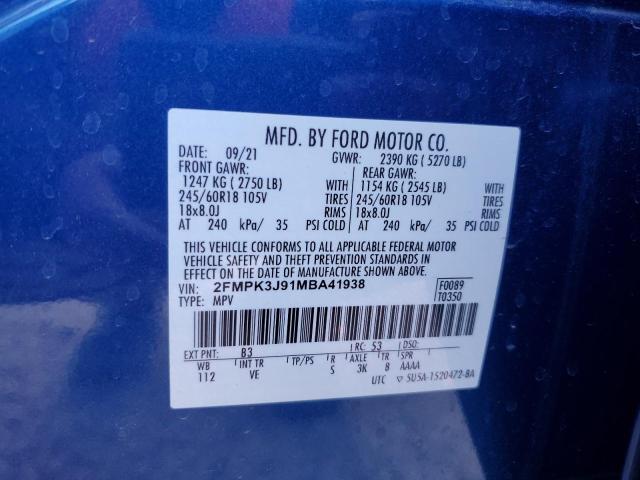 MFD. BY FORD MOTOR CO.
DATE: 09/21 GVWR: 2390 KG ( 5270 LB)
FRONT GAWR: REAR GAWR:
1247 KG ( 2750 LB) WITH 1154 KG ( 2545 LB) WITH
245/60R18 105V TIRES 245/60R18 105V TIRES
18x8.0J RIMS 18x8.0J RIMS
AT 240 kPa/ 35 PSI COLD AT 240 kPa/ 35 PSI COLD
THIS VEHICLE CONFORMS TO ALL APPLICABLE FEDERAL MOTOR
VEHICLE SAFETY AND THEFT PREVENTION STANDARDS IN
EFFECT ON THE DATE OF MANUFACTURE SHOWN ABOVE.
VEHICLE IDENTIFICATION NO.
VIN: 2FMPK3J91MBA41938 F0089
TYPE: MPV T0350
EXT PNT: B3 RC: 53 DSO:
WB INT TR TP/PS R AXLE TR SPR
112 VE S 3K 8 AAAA
UTC ▽ 5U5A-1520472-BA